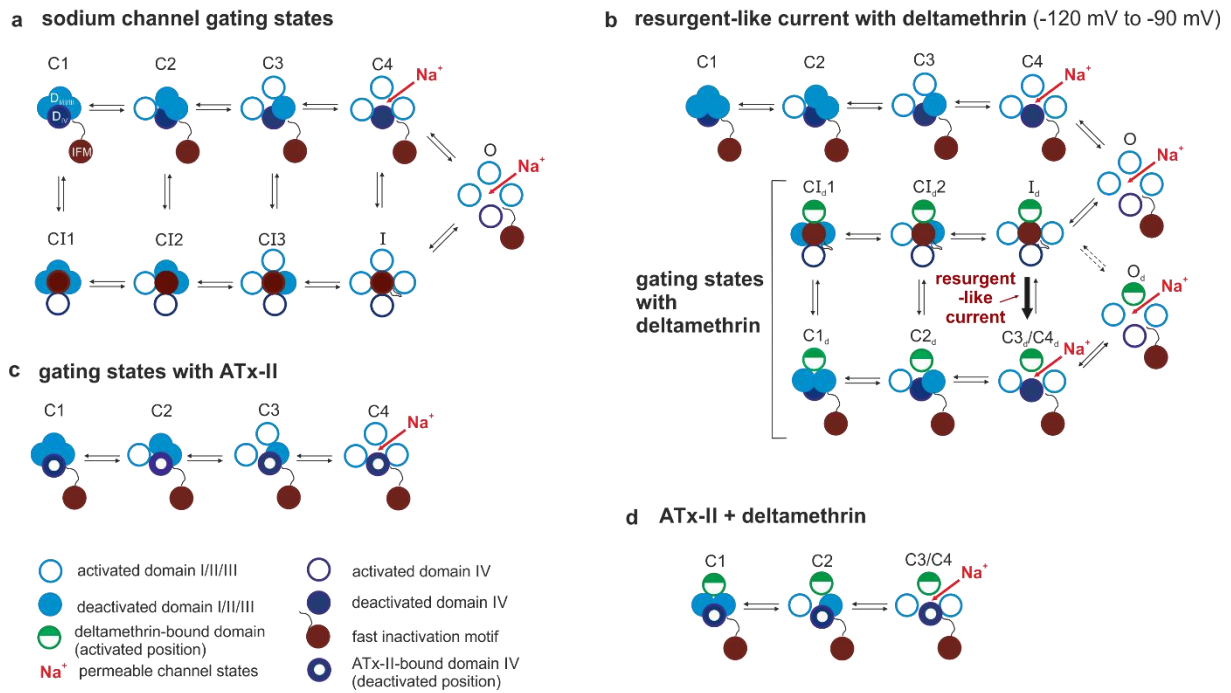 a sodium channel gating states
C1 C2 C3 C4
Na+
DI/II/III
DIV
IFM
O
Na+
CI1 CI2 CI3 I
b resurgent-like current with deltamethrin (-120 mV to -90 mV)
C1 C2 C3 C4
Na+
O
Na+
CId1 CId2 Id
gating states
with
deltamethrin
resurgent
-like
current
Od
Na+
C1d C2d C3d/C4d
Na+
c gating states with ATx-II
C1 C2 C3 C4
Na+
activated domain I/II/III
deactivated domain I/II/III
deltamethrin-bound domain
(activated position)
Na+ permeable channel states
activated domain IV
deactivated domain IV
fast inactivation motif
ATx-II-bound domain IV
(deactivated position)
d ATx-II + deltamethrin
C1 C2 C3/C4
Na+